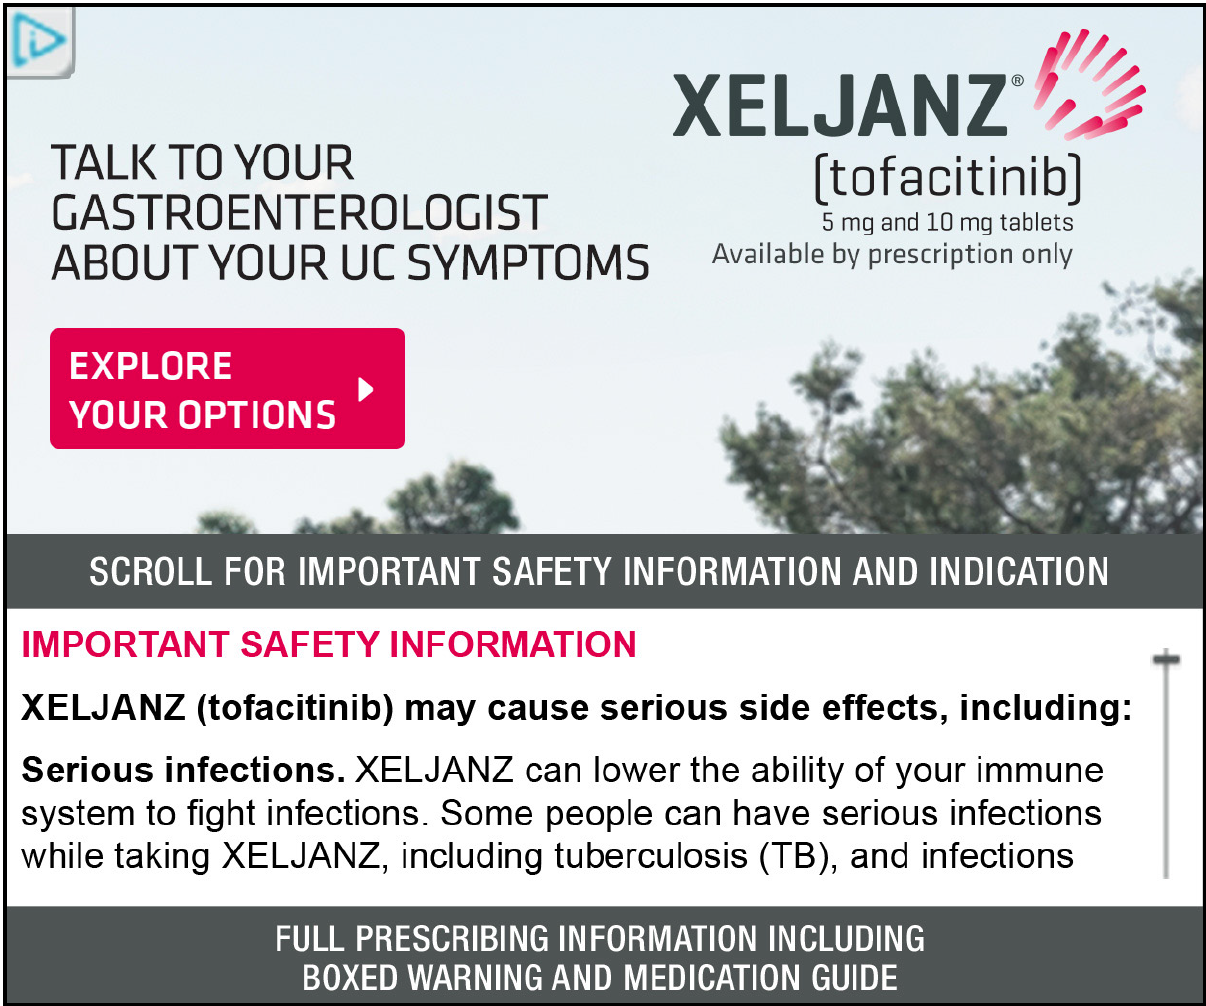 XELJANZ®
(tofacitinib)
5 mg and 10 mg tablets
Available by prescription only
TALK TO YOUR
GASTROENTEROLOGIST
ABOUT YOUR UC SYMPTOMS
EXPLORE
YOUR OPTIONS
SCROLL FOR IMPORTANT SAFETY INFORMATION AND INDICATION
IMPORTANT SAFETY INFORMATION
XELJANZ (tofacitinib) may cause serious side effects, including:
Serious infections. XELJANZ can lower the ability of your immune
system to fight infections. Some people can have serious infections
while taking XELJANZ, including tuberculosis (TB), and infections
FULL PRESCRIBING INFORMATION INCLUDING
BOXED WARNING AND MEDICATION GUIDE